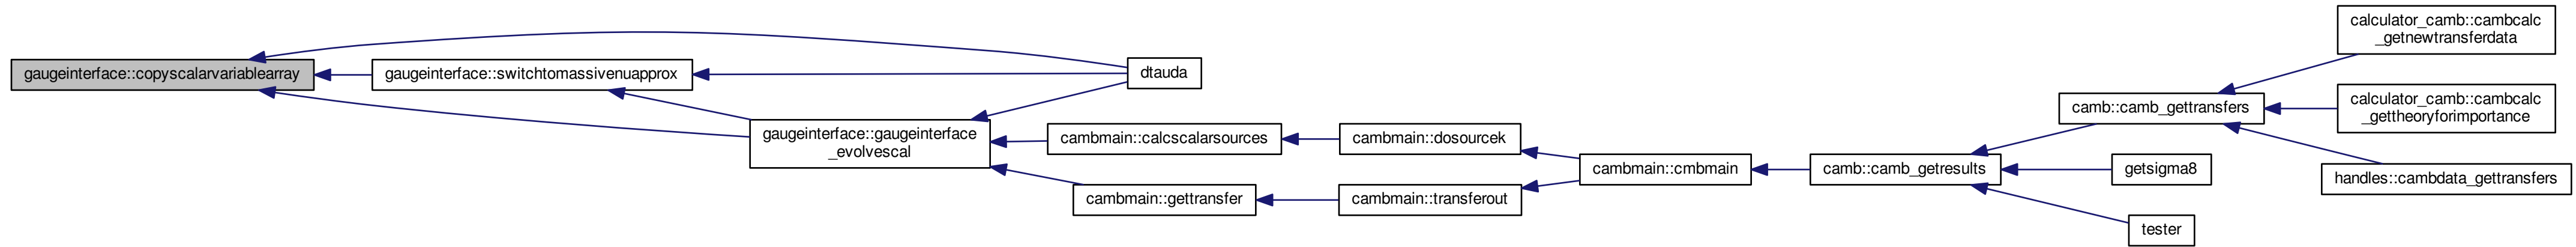 gaugeinterface::copyscalarvariablearray
gaugeinterface::switchtomassivenuapprox
dtauda
gaugeinterface::gaugeinterface
_evolvescal
cambmain::calcscalarsources
cambmain::gettransfer
cambmain::dosourcek
cambmain::transferout
cambmain::cmbmain
camb::camb_getresults
camb::camb_gettransfers
getsigma8
tester
calculator_camb::cambcalc
_getnewtransferdata
calculator_camb::cambcalc
_gettheoryforimportance
handles::cambdata_gettransfers